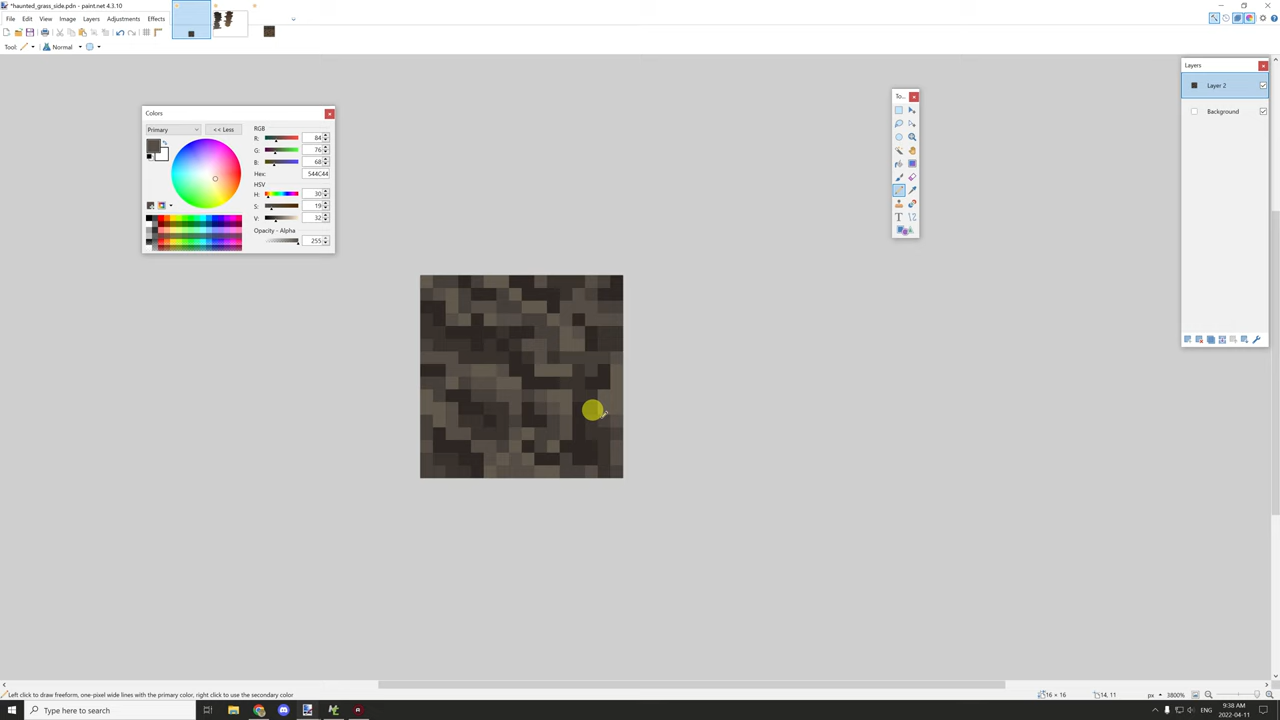 *haunted_grass_side.pdn - paint.net 4.3.10
File Edit View Image Layers Adjustments Effects
Tool: Normal
Colors
Primary << Less
RGB
R: 84
G: 76
B: 68
Hex: 544C44
HSV
H: 30
S: 19
V: 32
Opacity - Alpha
255
To...
T
Layers
Layer 2
Background
Left click to draw freeform, one-pixel wide lines with the primary color, right click to use the secondary color
16 × 16
14, 11
px
3800%
Type here to search
ENG
9:38 AM
2022-04-11